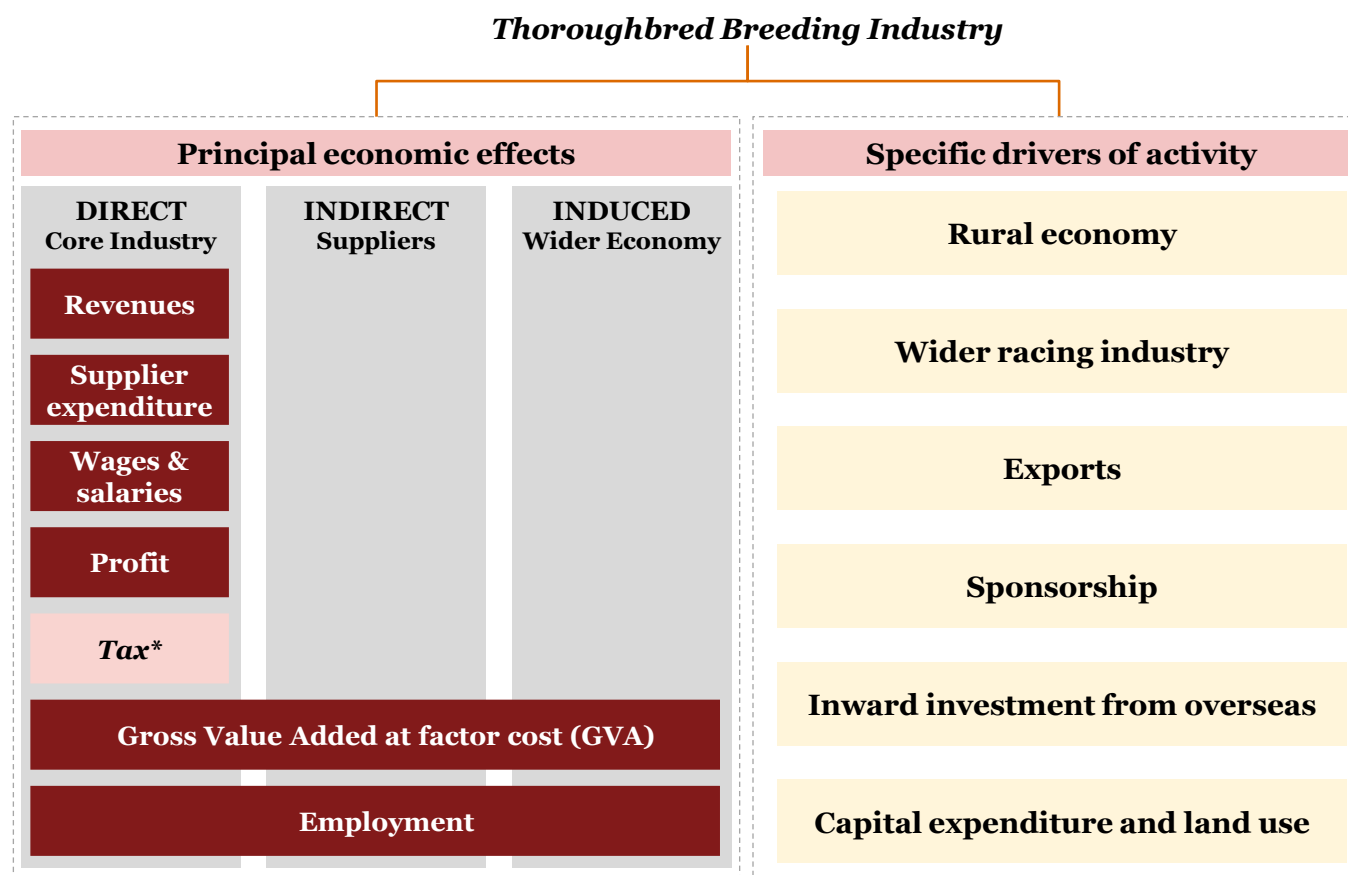 Thoroughbred Breeding Industry
Principal economic effects
DIRECT
Core Industry
Revenues
Supplier
expenditure
Wages &
salaries
Profit
Tax*
INDIRECT
Suppliers
INDUCED
Wider Economy
Gross Value Added at factor cost (GVA)
Employment
Specific drivers of activity
Rural economy
Wider racing industry
Exports
Sponsorship
Inward investment from overseas
Capital expenditure and land use